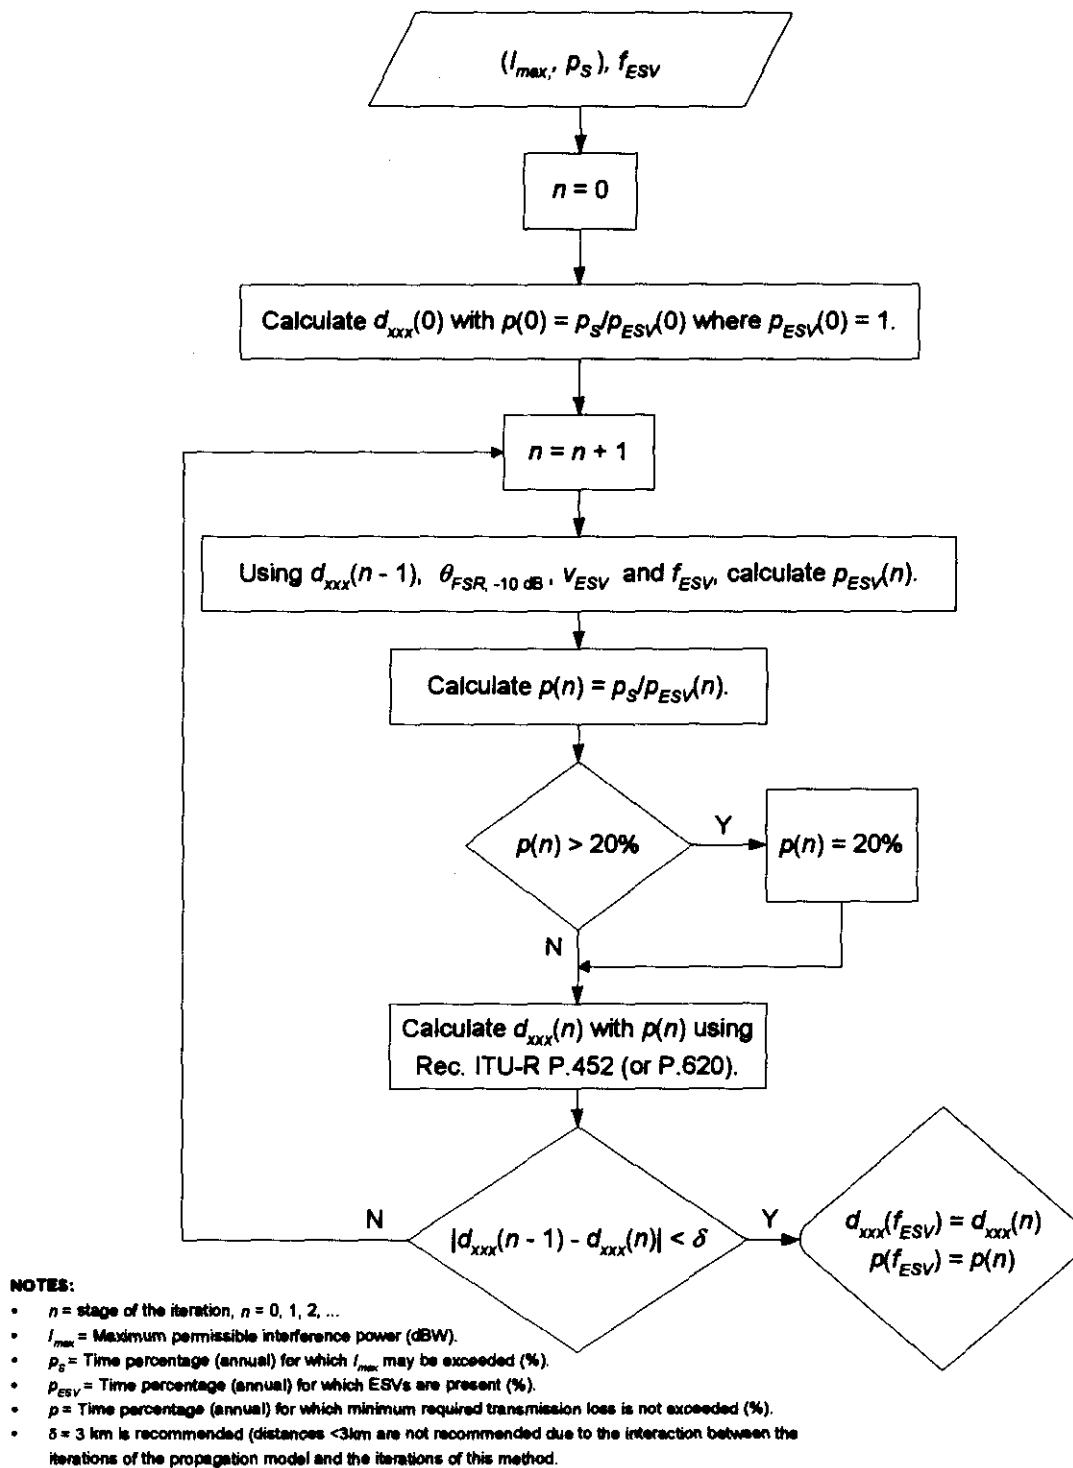 (I_max,, p_S), f_ESV
n = 0
Calculate d_xxx(0) with p(0) = p_S/p_ESV(0) where p_ESV(0) = 1.
n = n + 1
Using d_xxx(n - 1), θ_FSR, -10 dB, v_ESV and f_ESV, calculate p_ESV(n).
Calculate p(n) = p_S/p_ESV(n).
p(n) > 20%
Y
p(n) = 20%
N
Calculate d_xxx(n) with p(n) using
Rec. ITU-R P.452 (or P.620).
N
|d_xxx(n - 1) - d_xxx(n)| < δ
Y
d_xxx(f_ESV) = d_xxx(n)
p(f_ESV) = p(n)
NOTES:
• n = stage of the iteration, n = 0, 1, 2, ...
• I_max = Maximum permissible interference power (dBW).
• p_S = Time percentage (annual) for which I_max may be exceeded (%).
• p_ESV = Time percentage (annual) for which ESVs are present (%).
• p = Time percentage (annual) for which minimum required transmission loss is not exceeded (%).
• δ = 3 km is recommended (distances <3km are not recommended due to the interaction between the
iterations of the propagation model and the iterations of this method.